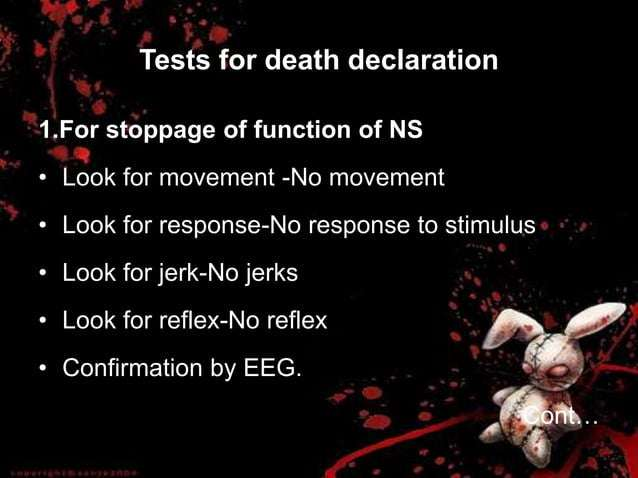 Tests for death declaration
1.For stoppage of function of NS
• Look for movement -No movement
• Look for response-No response to stimulus
• Look for jerk-No jerks
• Look for reflex-No reflex
• Confirmation by EEG.
Cont…